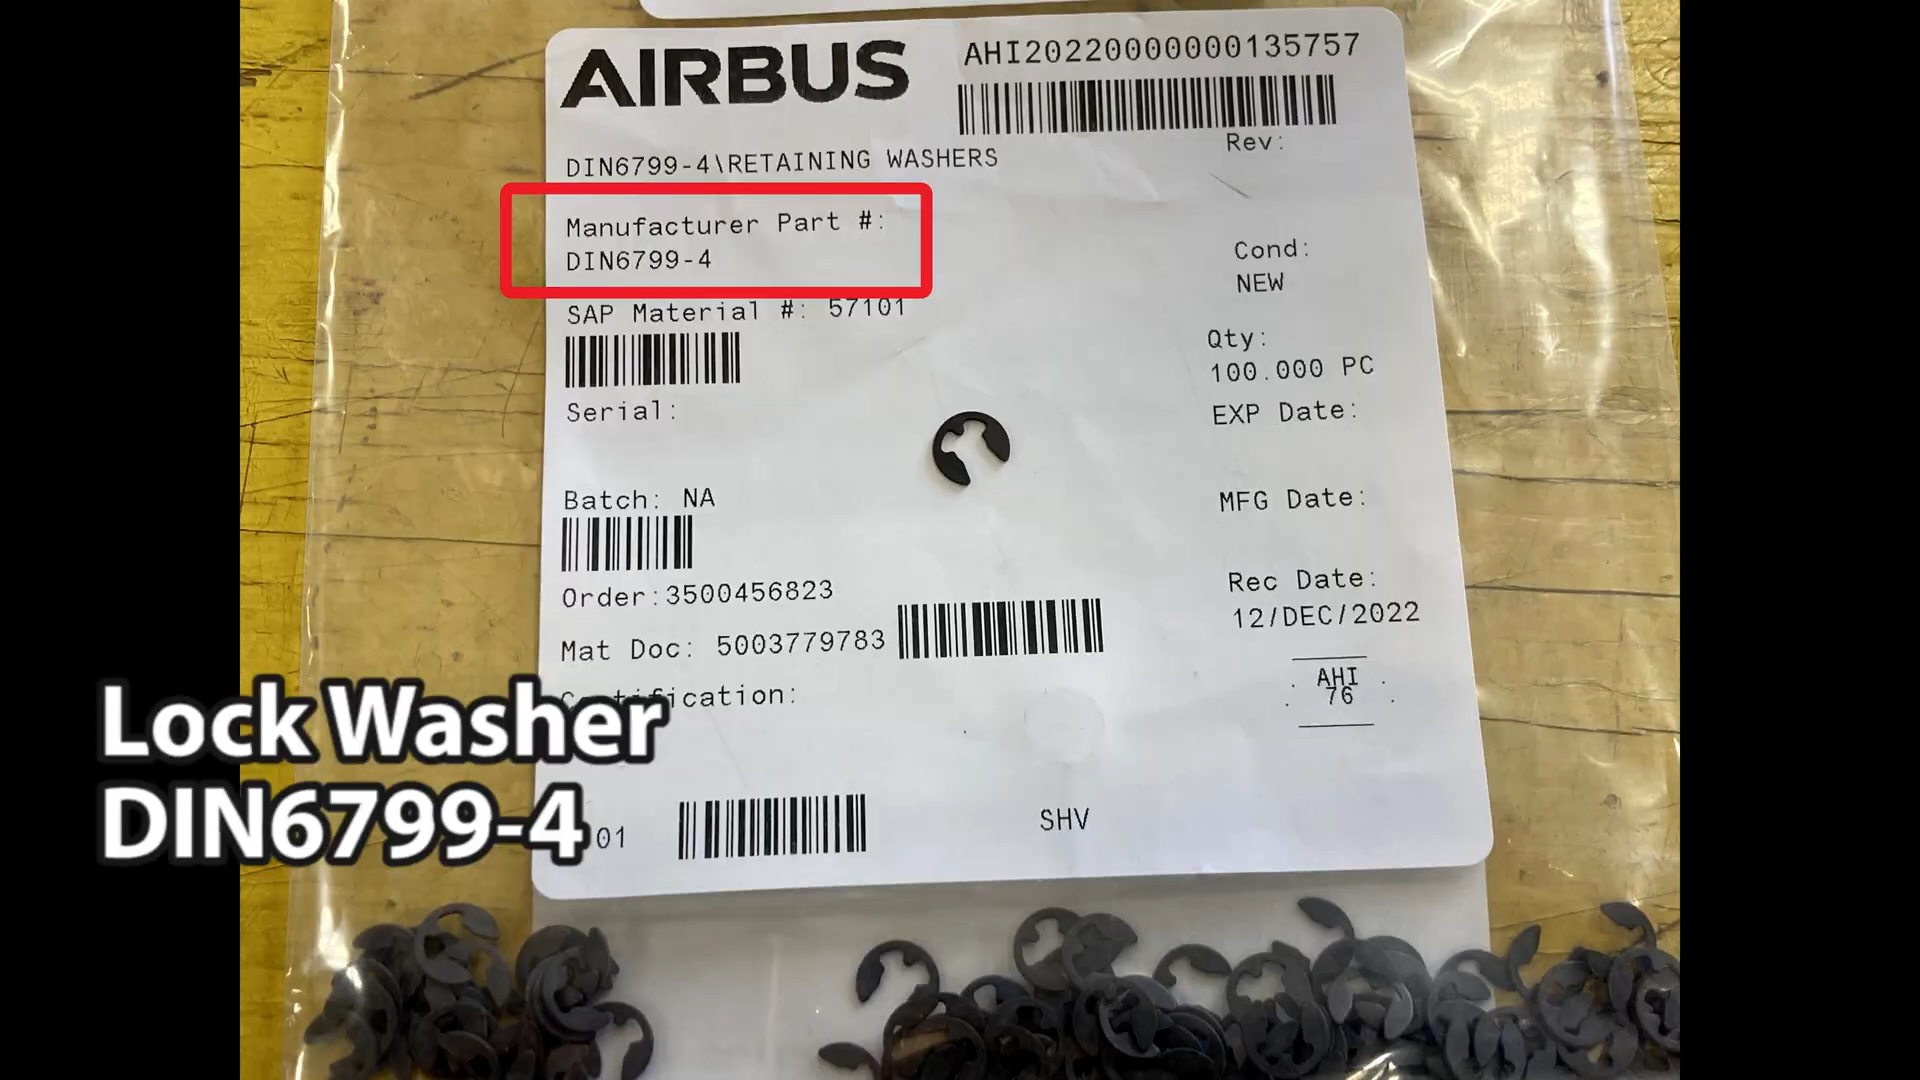 AIRBUS
AHI20220000000135757
Rev:
DIN6799-4\RETAINING WASHERS
Manufacturer Part #:
DIN6799-4
Cond:
NEW
SAP Material #: 57101
Qty:
100.000 PC
Serial:
EXP Date:
Batch: NA
MFG Date:
Order:3500456823
Rec Date:
12/DEC/2022
Mat Doc: 5003779783
AHI
76
Certification:
Lock Washer
DIN6799-4
01
SHV